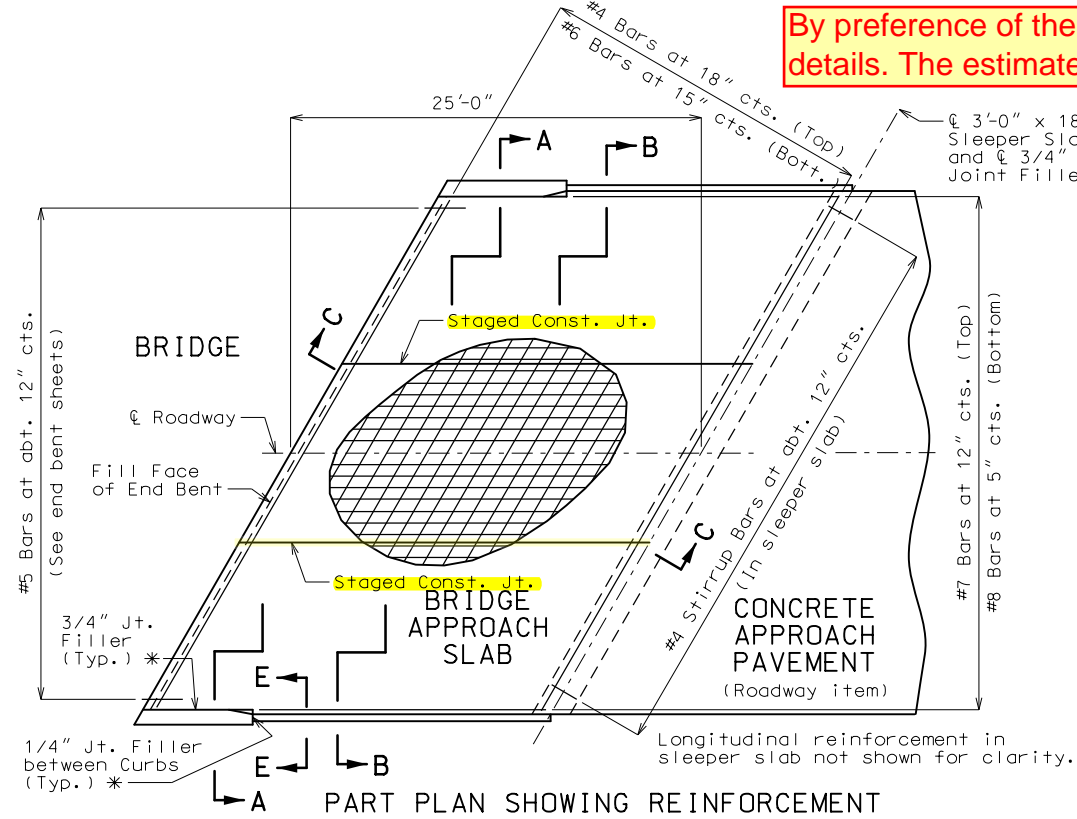 By preference of the
details. The estimate
#4 Bars at 18" cts. (Top)
#6 Bars at 15" cts. (Bott.
25'-0"
A
B
℄ 3'-0" x 18
Sleeper Sla
and ℄ 3/4"
Joint Filler
#5 Bars at abt. 12" cts.
(See end bent sheets)
BRIDGE
C
Staged Const. Jt.
℄ Roadway
Fill Face
of End Bent
#7 Bars at 12" cts. (Top)
#8 Bars at 5" cts. (Bottom)
#4 Stirrup Bars at abt. 12" cts.
(In sleeper slab)
C
Staged Const. Jt.
BRIDGE
APPROACH
SLAB
CONCRETE
APPROACH
PAVEMENT
(Roadway item)
3/4" Jt.
Filler
(Typ.) *
E
E
B
A
1/4" Jt. Filler
between Curbs
(Typ.) *
Longitudinal reinforcement in
sleeper slab not shown for clarity.
PART PLAN SHOWING REINFORCEMENT